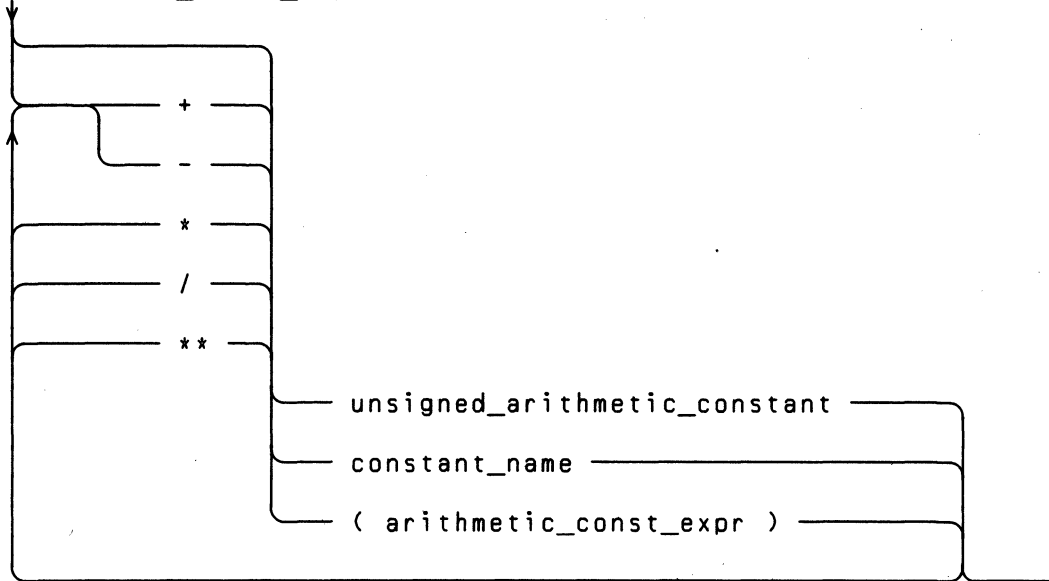 +
-
*
/
**
unsigned_arithmetic_constant
constant_name
( arithmetic_const_expr )